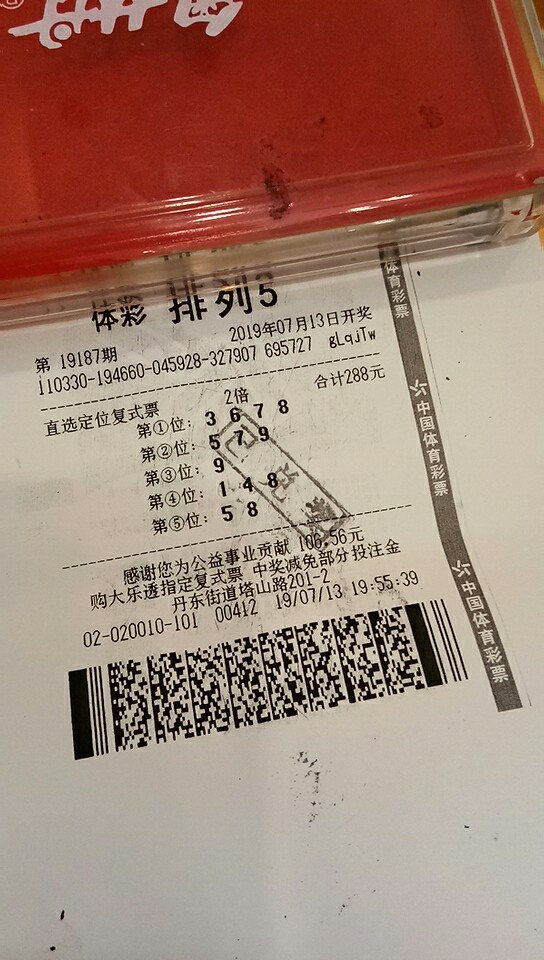 体彩 排列5
第 19187期 2019年07月13日开奖
110330-194660-045928-327907 695727 gLqjTw
直选定位复式票 2倍 合计288元
第①位: 3 6 7 8
第②位: 5 7 9
第③位: 9
第④位: 1 4 8
第⑤位: 5 8
已兑奖
感谢您为公益事业贡献 106.56元
购大乐透指定复式票 中奖减免部分投注金
丹东街道塔山路201-2
02-020010-101 00412 19/07/13 19:55:39
体育彩票
中国体育彩票
中国体育彩票